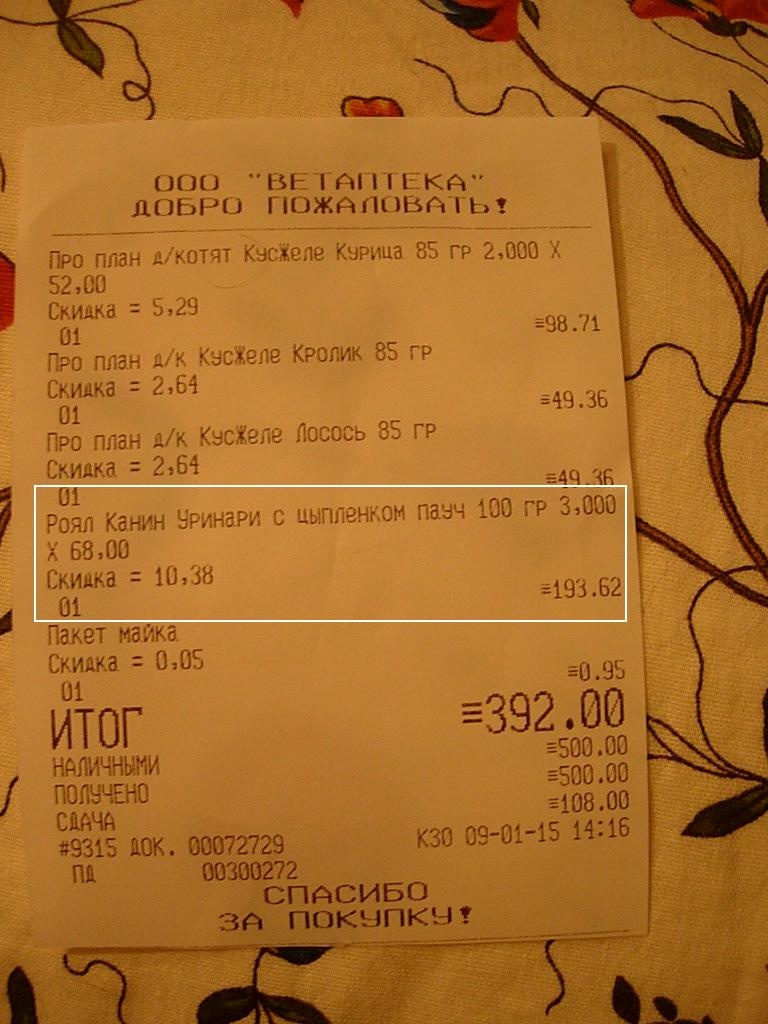 ООО "ВЕТАПТЕКА"
ДОБРО ПОЖАЛОВАТЬ!
Про план д/котят КусЖеле Курица 85 гр 2,000 X
52,00
Скидка = 5,29
01 ≡98.71
Про план д/к КусЖеле Кролик 85 гр
Скидка = 2,64
01 ≡49.36
Про план д/к КусЖеле Лосось 85 гр
Скидка = 2,64
01 ≡49.36
Роял Канин Уринари с цыпленком пауч 100 гр 3,000
X 68,00
Скидка = 10,38
01 ≡193.62
Пакет майка
Скидка = 0,05
01 ≡0.95
ИТОГ ≡392.00
НАЛИЧНЫМИ ≡500.00
ПОЛУЧЕНО ≡500.00
СДАЧА ≡108.00
#9315 ДОК. 00072729 К30 09-01-15 14:16
ПД 00300272
СПАСИБО
ЗА ПОКУПКУ!